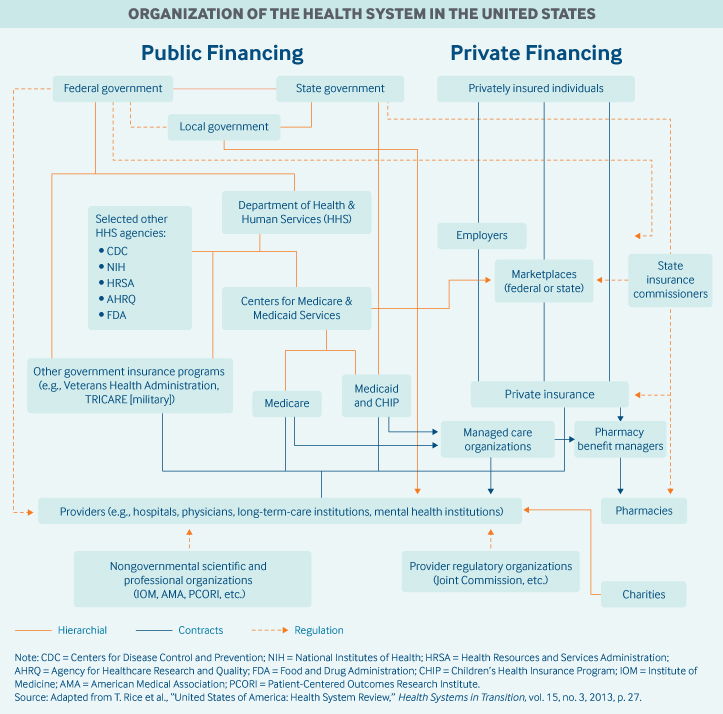 ORGANIZATION OF THE HEALTH SYSTEM IN THE UNITED STATES
Public Financing
Private Financing
Federal government
State government
Privately insured individuals
Local government
Department of Health &
Human Services (HHS)
Selected other
HHS agencies:
• CDC
• NIH
• HRSA
• AHRQ
• FDA
Employers
Marketplaces
(federal or state)
State
insurance
commissioners
Centers for Medicare &
Medicaid Services
Other government insurance programs
(e.g., Veterans Health Administration,
TRICARE [military])
Medicare
Medicaid
and CHIP
Private insurance
Managed care
organizations
Pharmacy
benefit managers
Providers (e.g., hospitals, physicians, long-term-care institutions, mental health institutions)
Pharmacies
Nongovernmental scientific and
professional organizations
(IOM, AMA, PCORI, etc.)
Provider regulatory organizations
(Joint Commission, etc.)
Charities
Hierarchial
Contracts
Regulation
Note: CDC = Centers for Disease Control and Prevention; NIH = National Institutes of Health; HRSA = Health Resources and Services Administration;
AHRQ = Agency for Healthcare Research and Quality; FDA = Food and Drug Administration; CHIP = Children's Health Insurance Program; IOM = Institute of
Medicine; AMA = American Medical Association; PCORI = Patient-Centered Outcomes Research Institute.
Source: Adapted from T. Rice et al., "United States of America: Health System Review," Health Systems in Transition, vol. 15, no. 3, 2013, p. 27.